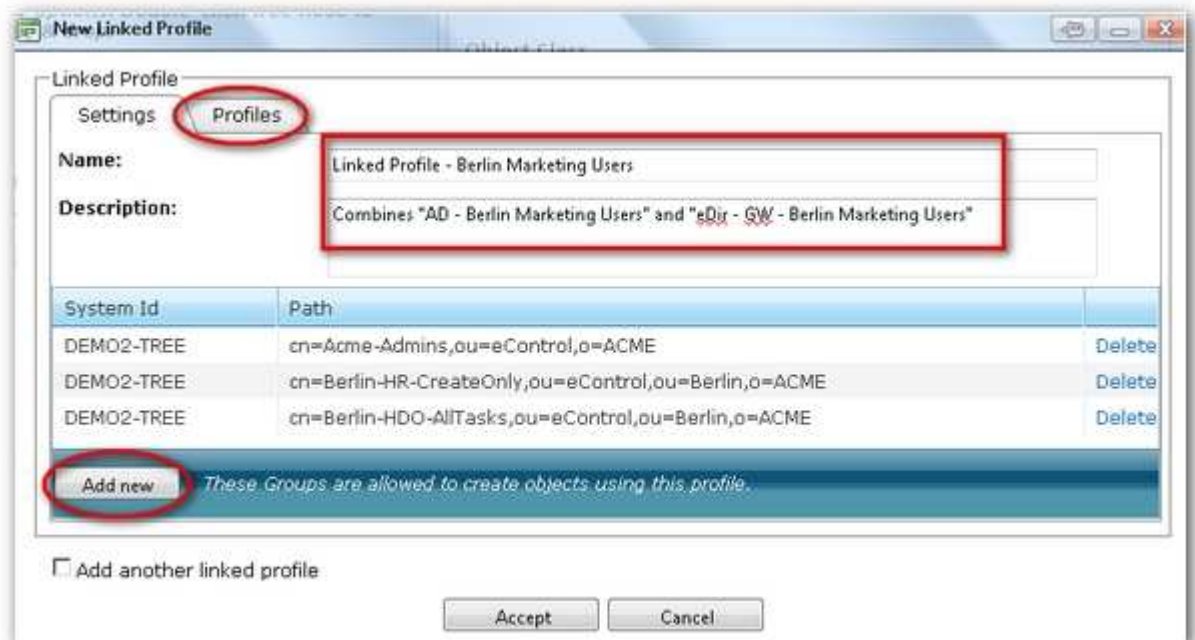 New Linked Profile
Object Class
Linked Profile
Settings Profiles
Name: Linked Profile - Berlin Marketing Users
Description: Combines "AD - Berlin Marketing Users" and "eDir - GW - Berlin Marketing Users"
System Id Path
DEMO2-TREE cn=Acme-Admins,ou=eControl,o=ACME Delete
DEMO2-TREE cn=Berlin-HR-CreateOnly,ou=eControl,ou=Berlin,o=ACME Delete
DEMO2-TREE cn=Berlin-HDO-AllTasks,ou=eControl,ou=Berlin,o=ACME Delete
Add new These Groups are allowed to create objects using this profile.
Add another linked profile
Accept Cancel